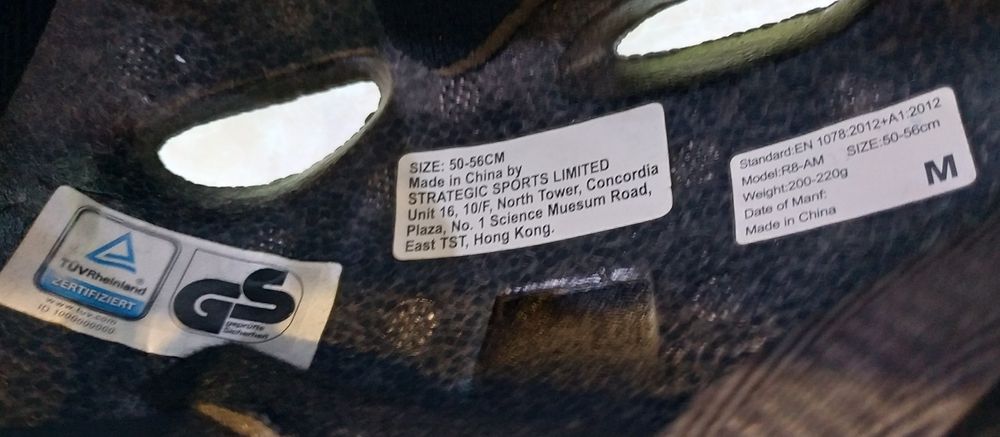 TÜVRheinland
ZERTIFIZIERT
www.tuv.com
ID 1000000000
GS
geprüfte
Sicherheit
SIZE: 50-56CM
Made in China by
STRATEGIC SPORTS LIMITED
Unit 16, 10/F, North Tower, Concordia
Plaza, No. 1 Science Muesum Road,
East TST, Hong Kong.
Standard:EN 1078:2012+A1:2012
Model:R8-AM SIZE:50-56cm
Weight:200-220g
Date of Manf:
Made in China
M